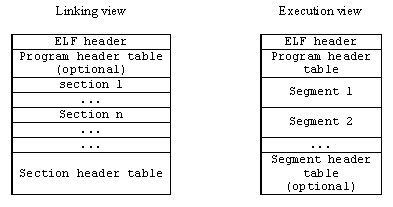 Linking view
ELF header
Program header table
(optional)
section 1
...
Section n
...
...
Section header table
Execution view
ELF header
Program header
table
Segment 1
Segment 2
...
Segment header
table
(optional)